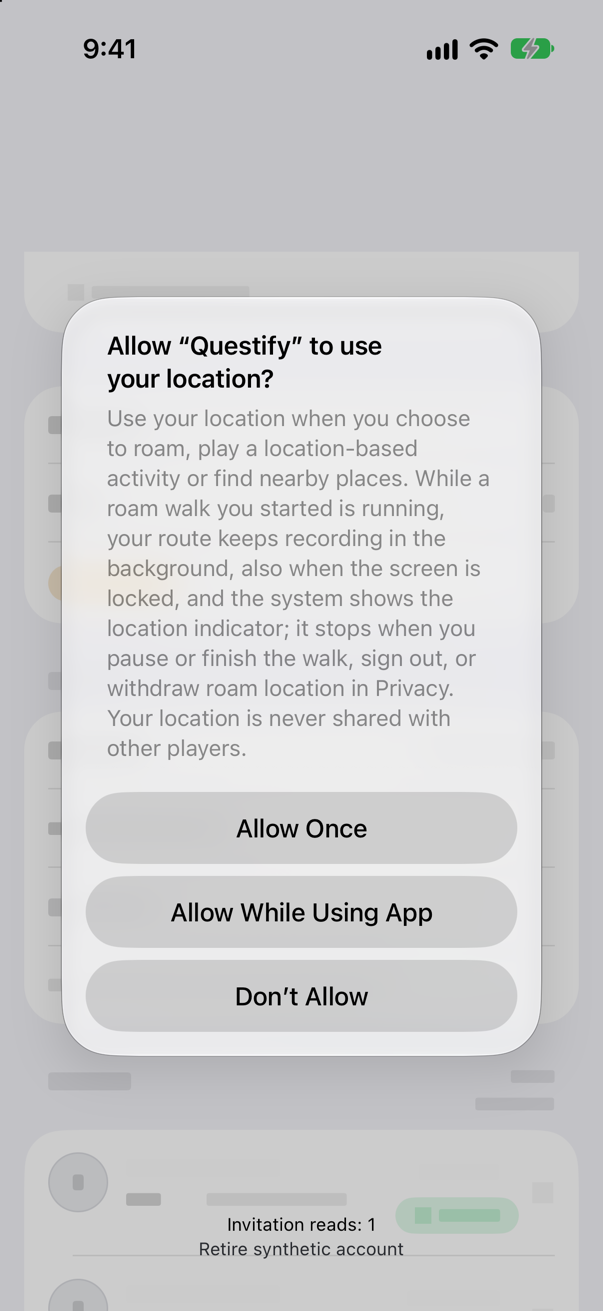 9:41
Allow “Questify” to use
your location?
Use your location when you choose
to roam, play a location-based
activity or find nearby places. While a
roam walk you started is running,
your route keeps recording in the
background, also when the screen is
locked, and the system shows the
location indicator; it stops when you
pause or finish the walk, sign out, or
withdraw roam location in Privacy.
Your location is never shared with
other players.
Allow Once
Allow While Using App
Don’t Allow
Invitation reads: 1
Retire synthetic account